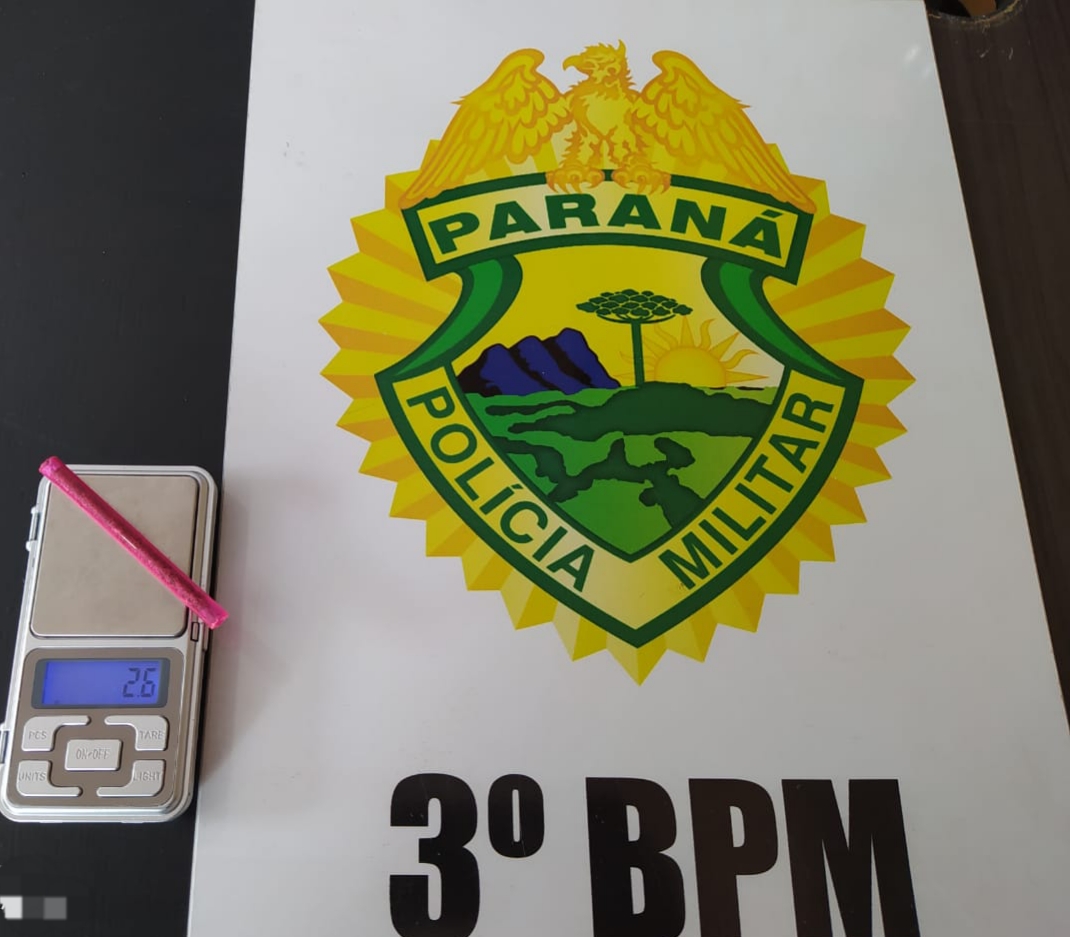 PARANÁ
POLÍCIA MILITAR
2.6
PCS
TARE
ON/OFF
UNITS
LIGHT
3º BPM